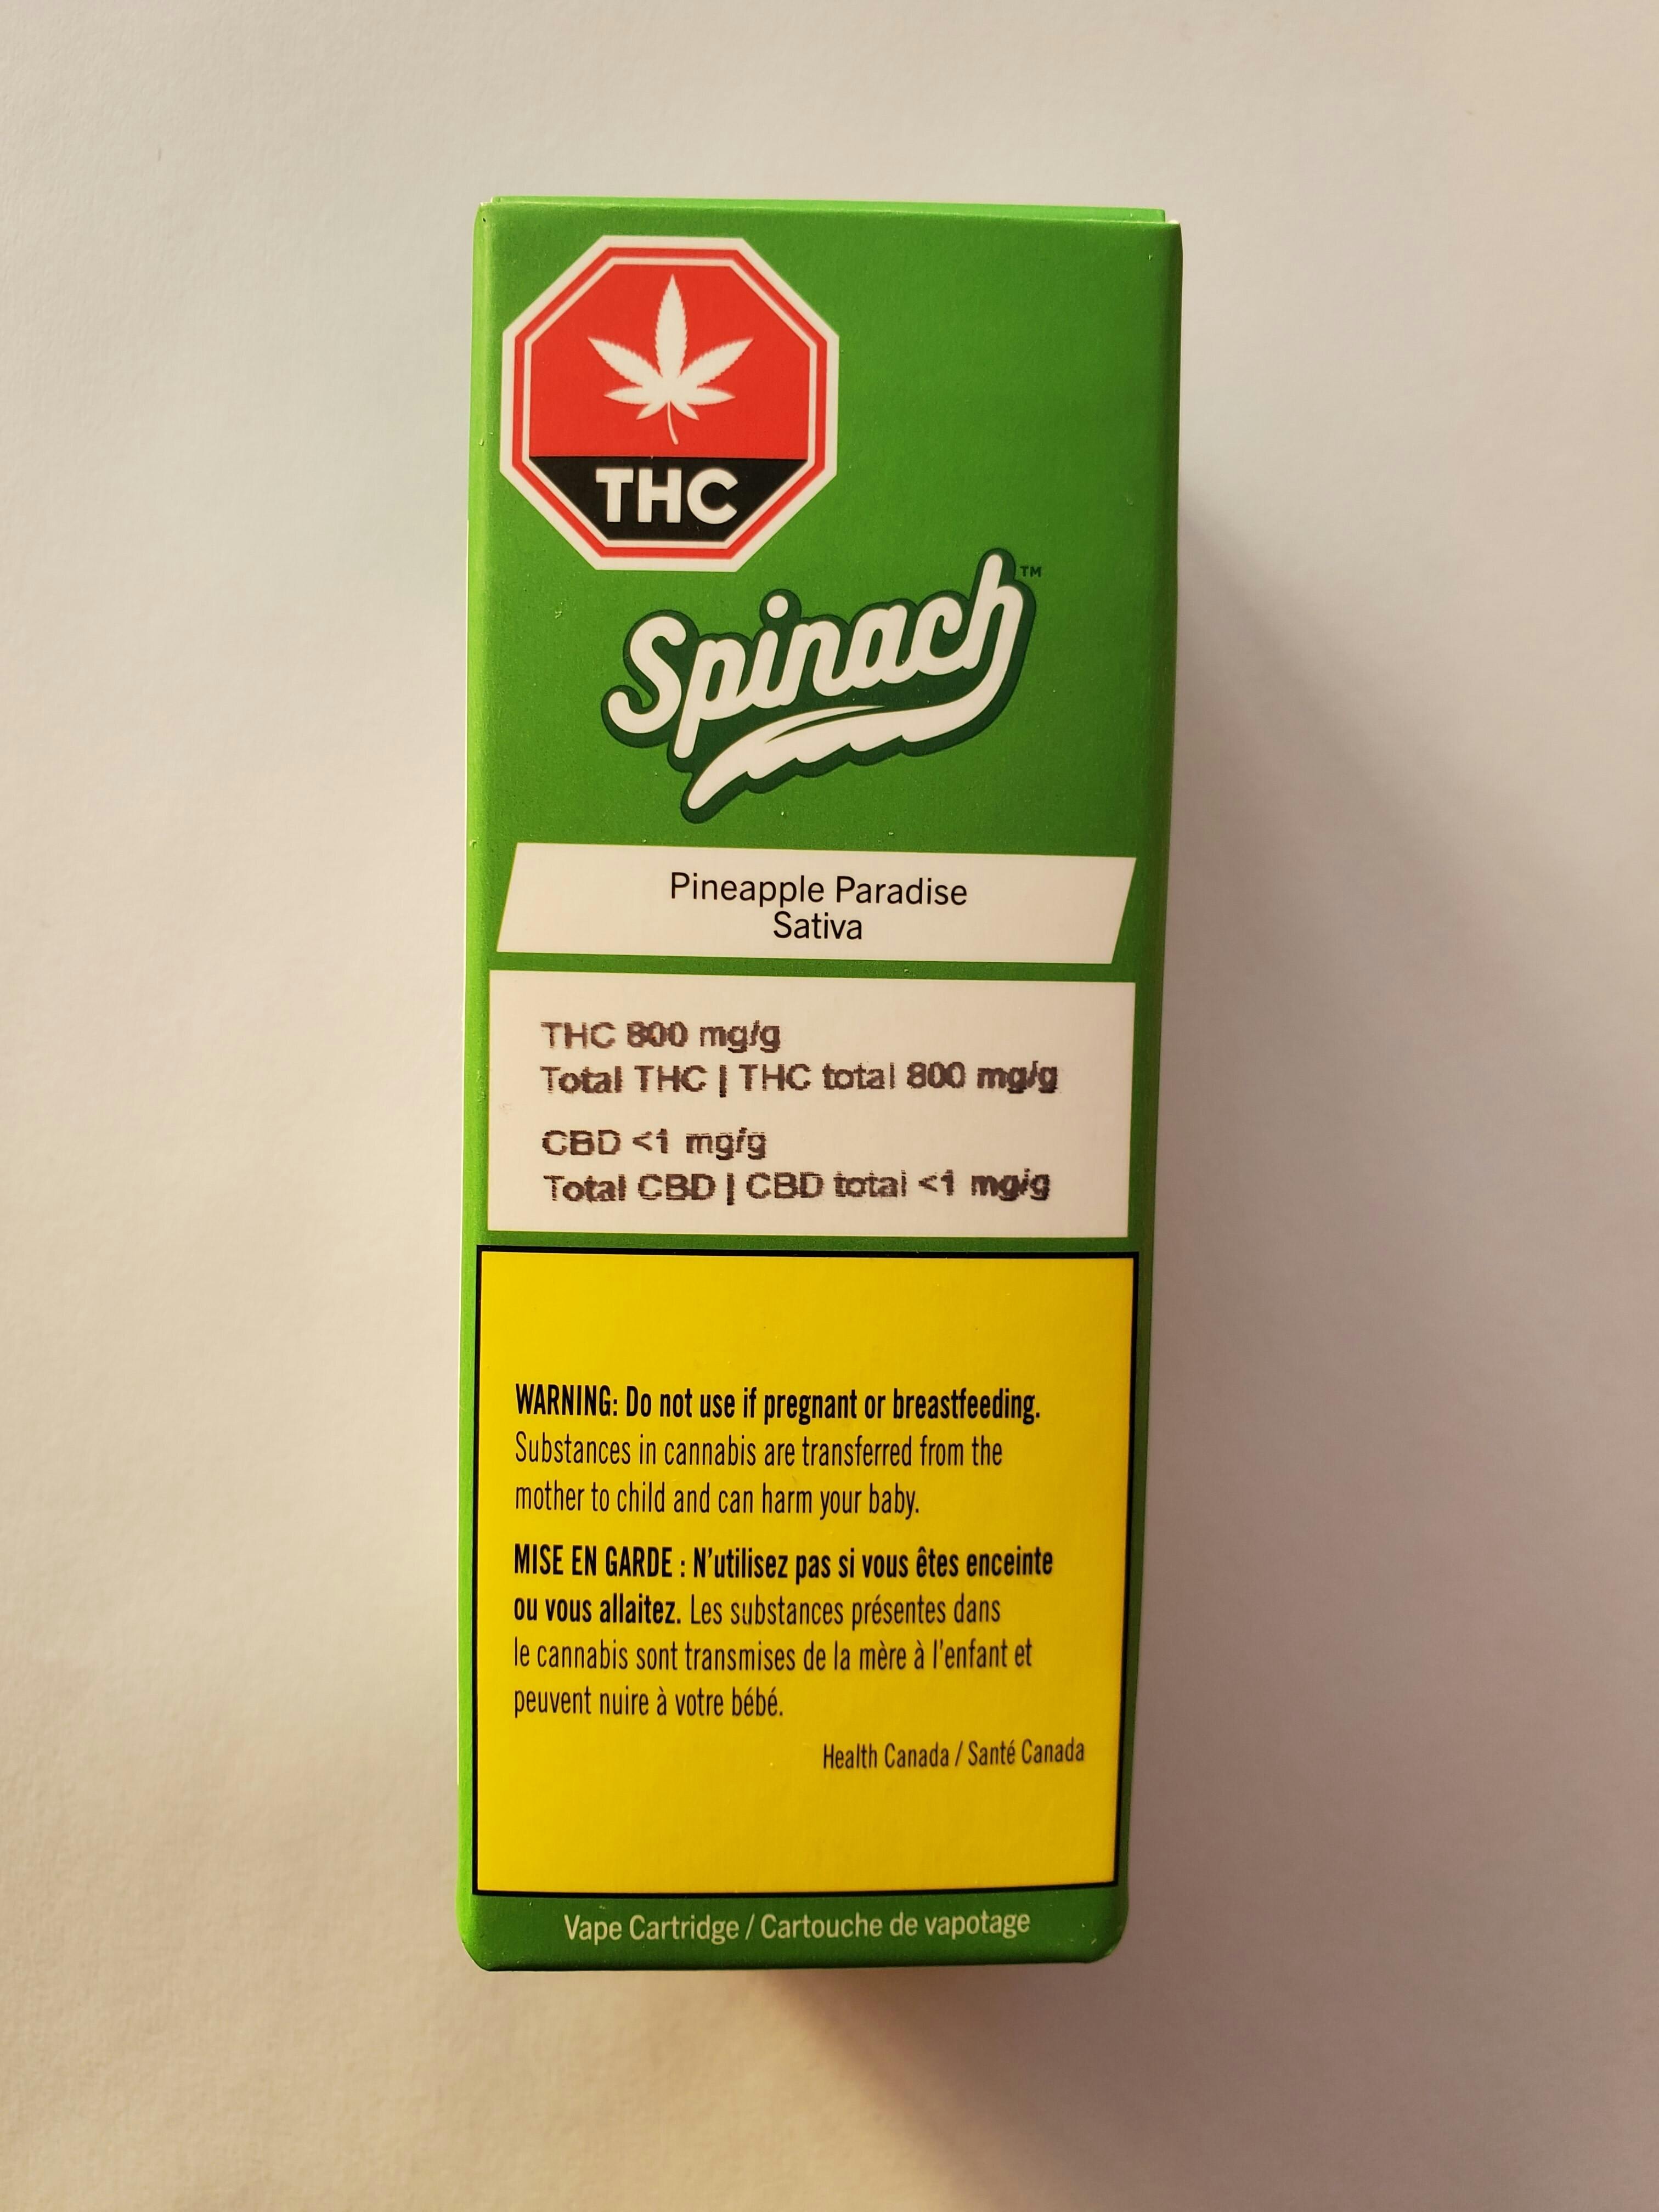 THC
Spinach™
Pineapple Paradise
Sativa
THC 800 mg/g
Total THC | THC total 800 mg/g
CBD <1 mg/g
Total CBD | CBD total <1 mg/g
WARNING: Do not use if pregnant or breastfeeding.
Substances in cannabis are transferred from the
mother to child and can harm your baby.
MISE EN GARDE : N'utilisez pas si vous êtes enceinte
ou vous allaitez. Les substances présentes dans
le cannabis sont transmises de la mère à l'enfant et
peuvent nuire à votre bébé.
Health Canada / Santé Canada
Vape Cartridge / Cartouche de vapotage